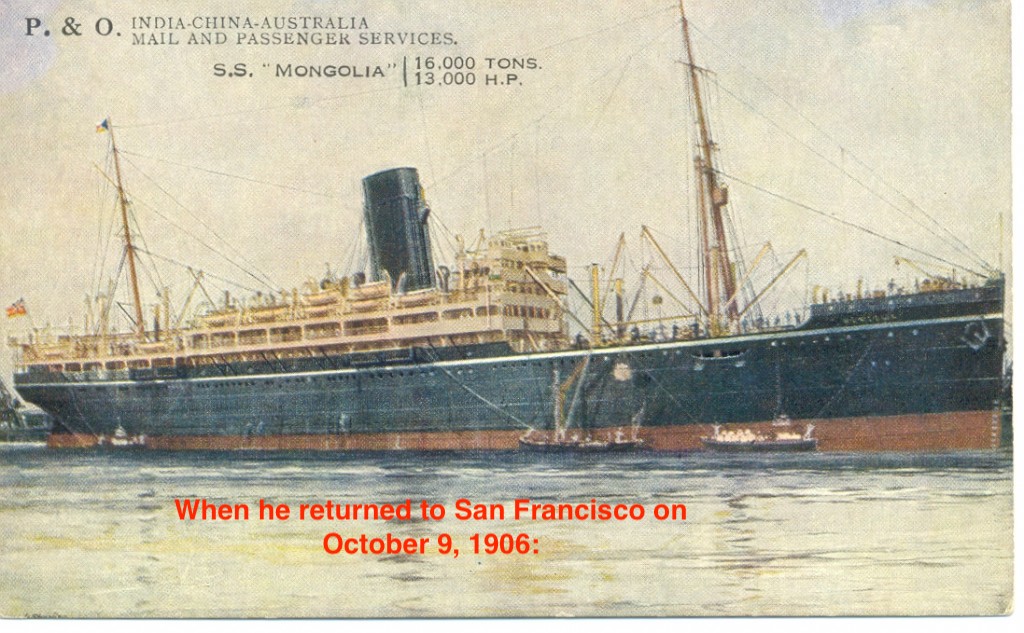 P. & O. INDIA-CHINA-AUSTRALIA
MAIL AND PASSENGER SERVICES.
S.S. "MONGOLIA" 16,000 TONS.
13,000 H.P.
When he returned to San Francisco on
October 9, 1906: